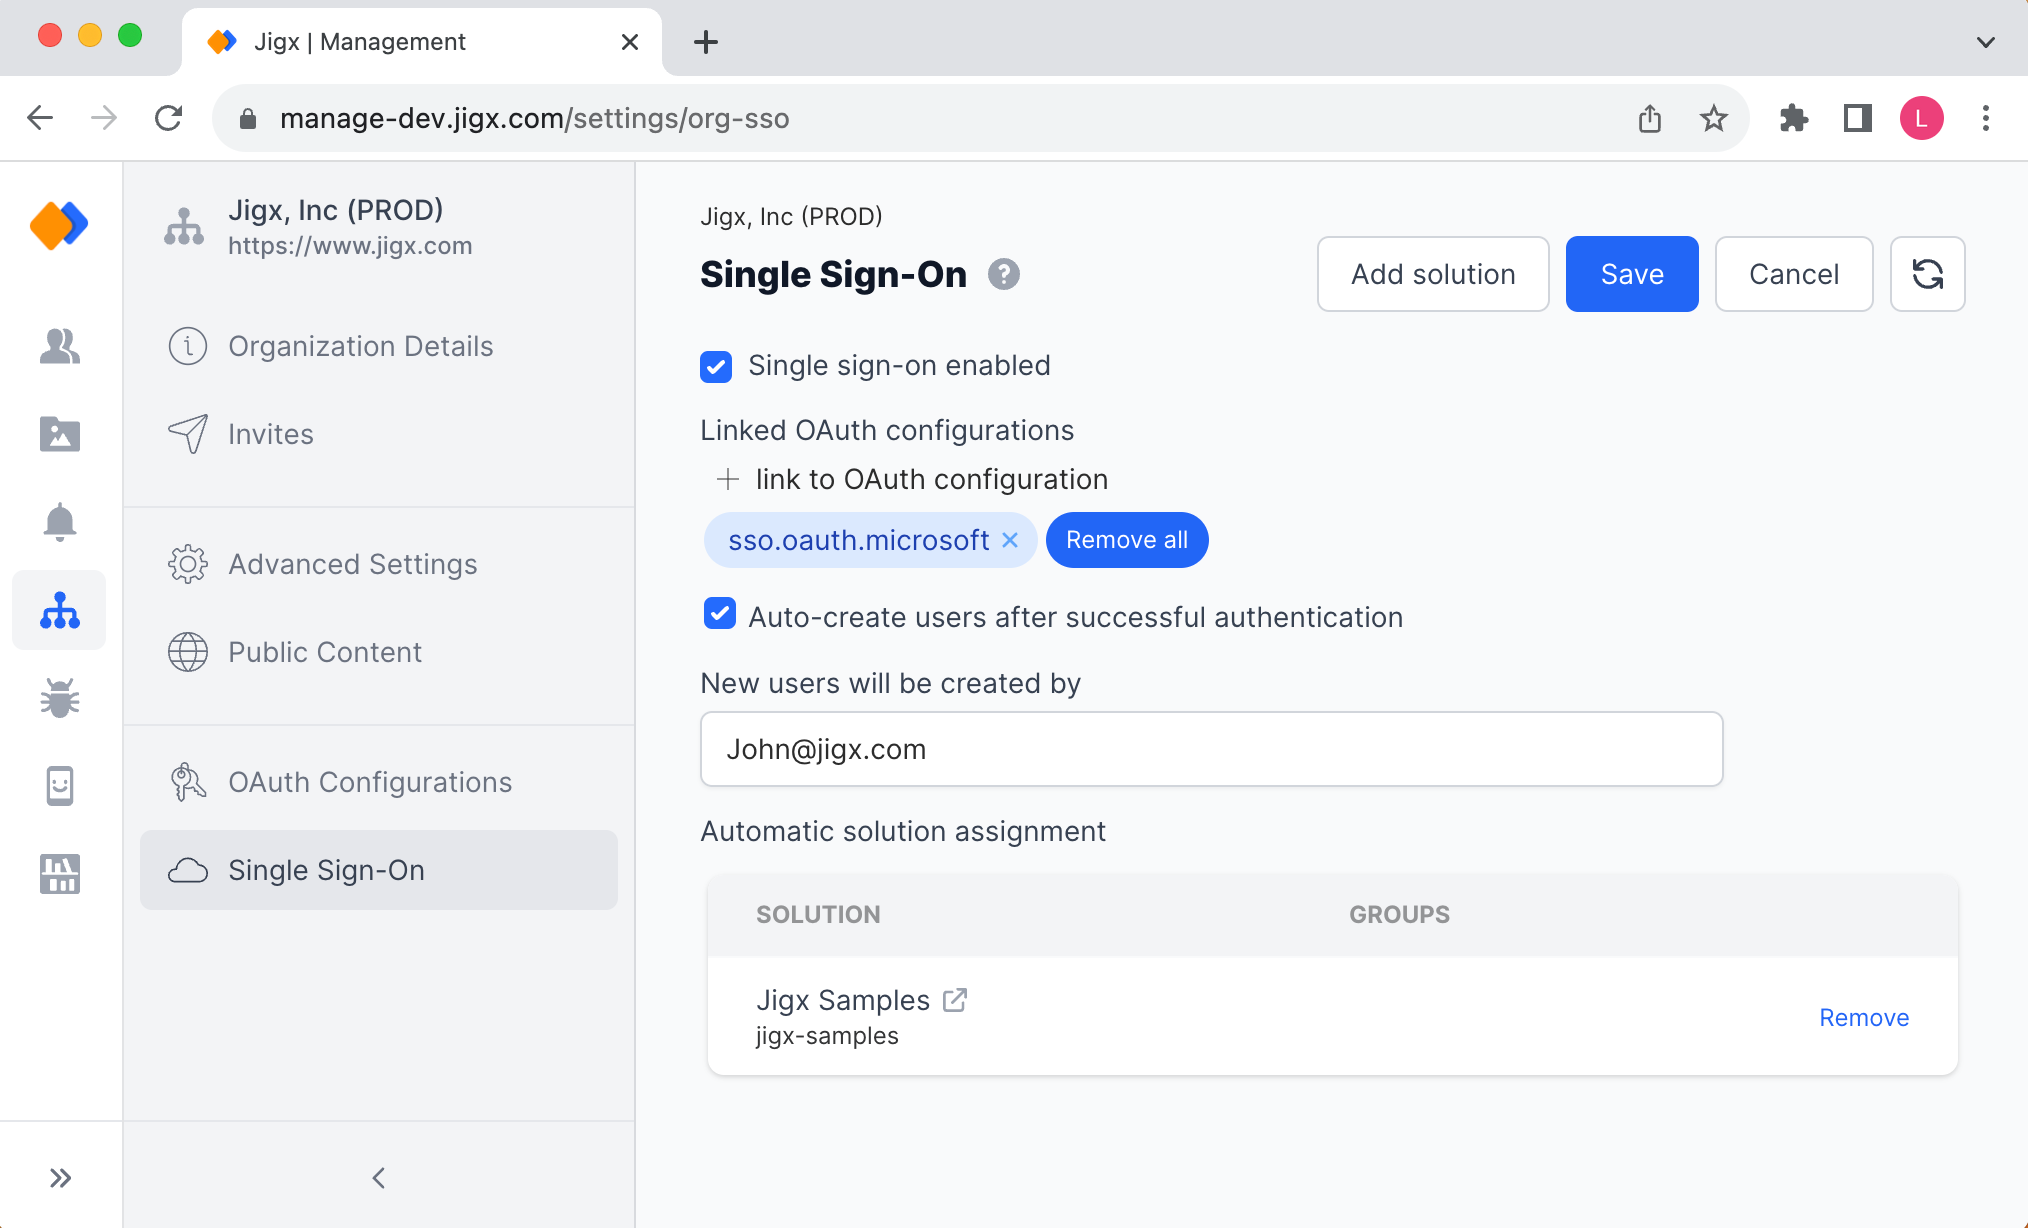 Jigx | Management
manage-dev.jigx.com/settings/org-sso
L
Jigx, Inc (PROD)
https://www.jigx.com
Organization Details
Invites
Advanced Settings
Public Content
OAuth Configurations
Single Sign-On
Jigx, Inc (PROD)
Single Sign-On ?
Add solution
Save
Cancel
Single sign-on enabled
Linked OAuth configurations
+ link to OAuth configuration
sso.oauth.microsoft × Remove all
Auto-create users after successful authentication
New users will be created by
John@jigx.com
Automatic solution assignment
SOLUTION GROUPS
Jigx Samples
jigx-samples
Remove